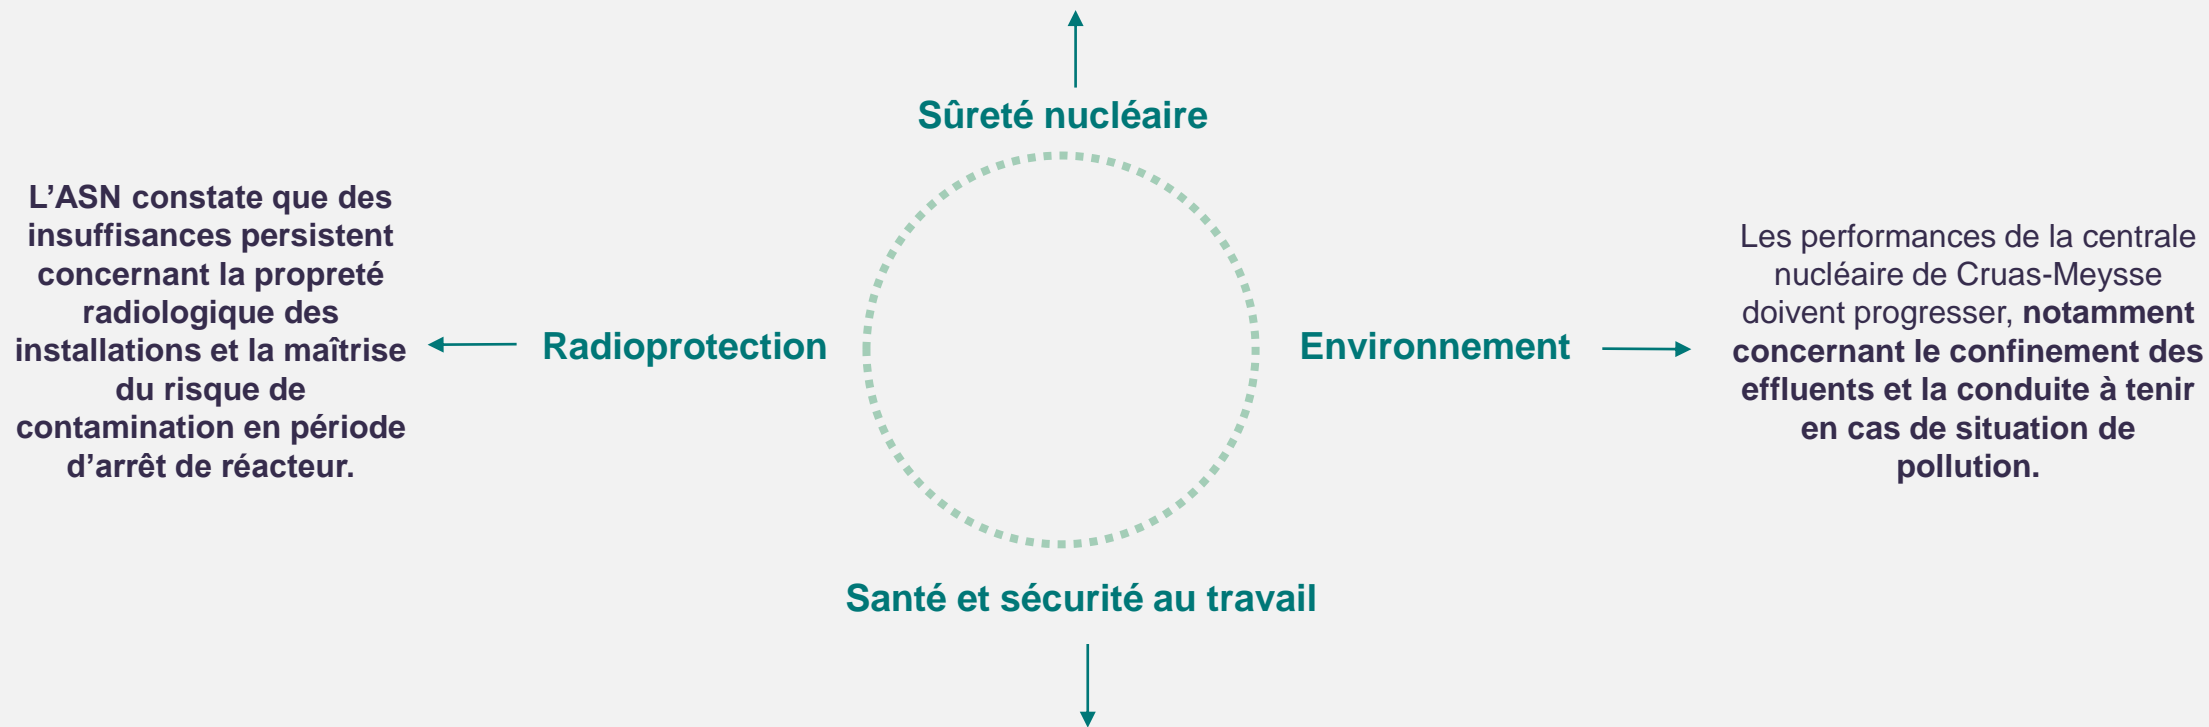 Sûreté nucléaire
L’ASN constate que des
insuffisances persistent
concernant la propreté
radiologique des
installations et la maîtrise
du risque de
contamination en période
d’arrêt de réacteur.
Radioprotection
Environnement
Les performances de la centrale
nucléaire de Cruas-Meysse
doivent progresser, notamment
concernant le confinement des
effluents et la conduite à tenir
en cas de situation de
pollution.
Santé et sécurité au travail